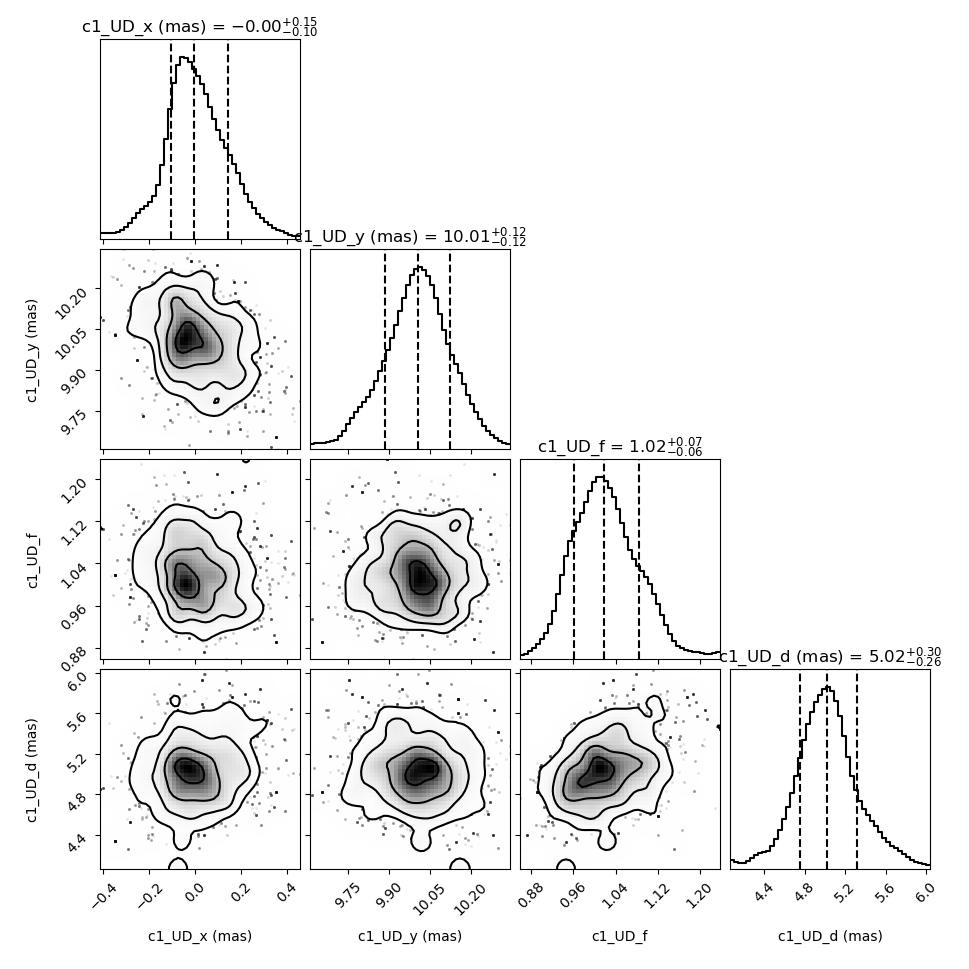 c1_UD_x (mas) = −0.00+0.15−0.10
c1_UD_y (mas) = 10.01+0.12−0.12
c1_UD_y (mas)
10.20
10.05
9.90
9.75
c1_UD_f = 1.02+0.07−0.06
c1_UD_f
1.20
1.12
1.04
0.96
0.88
c1_UD_d (mas) = 5.02+0.30−0.26
c1_UD_d (mas)
6.0
5.6
5.2
4.8
4.4
−0.4 −0.2 0.0 0.2 0.4 9.75 9.90 10.05 10.20 0.88 0.96 1.04 1.12 1.20 4.4 4.8 5.2 5.6 6.0
c1_UD_x (mas) c1_UD_y (mas) c1_UD_f c1_UD_d (mas)